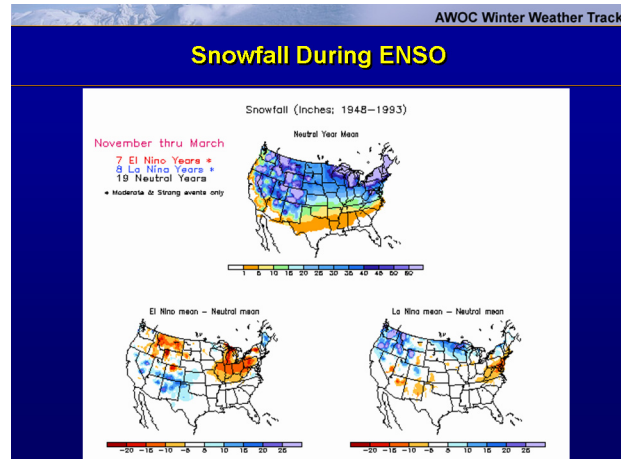 AWOC Winter Weather Track
Snowfall During ENSO
Snowfall (Inches; 1948–1993)
November thru March
7 El Nino Years *
8 La Nina Years *
19 Neutral Years
* Moderate & Strong events only
Neutral Year Mean
1 5 10 15 20 25 30 35 40 45 50 60
El Nino mean – Neutral mean
La Nina mean – Neutral mean
-20 -15 -10 -5 5 10 15 20 25
-20 -15 -10 -5 5 10 15 20 25